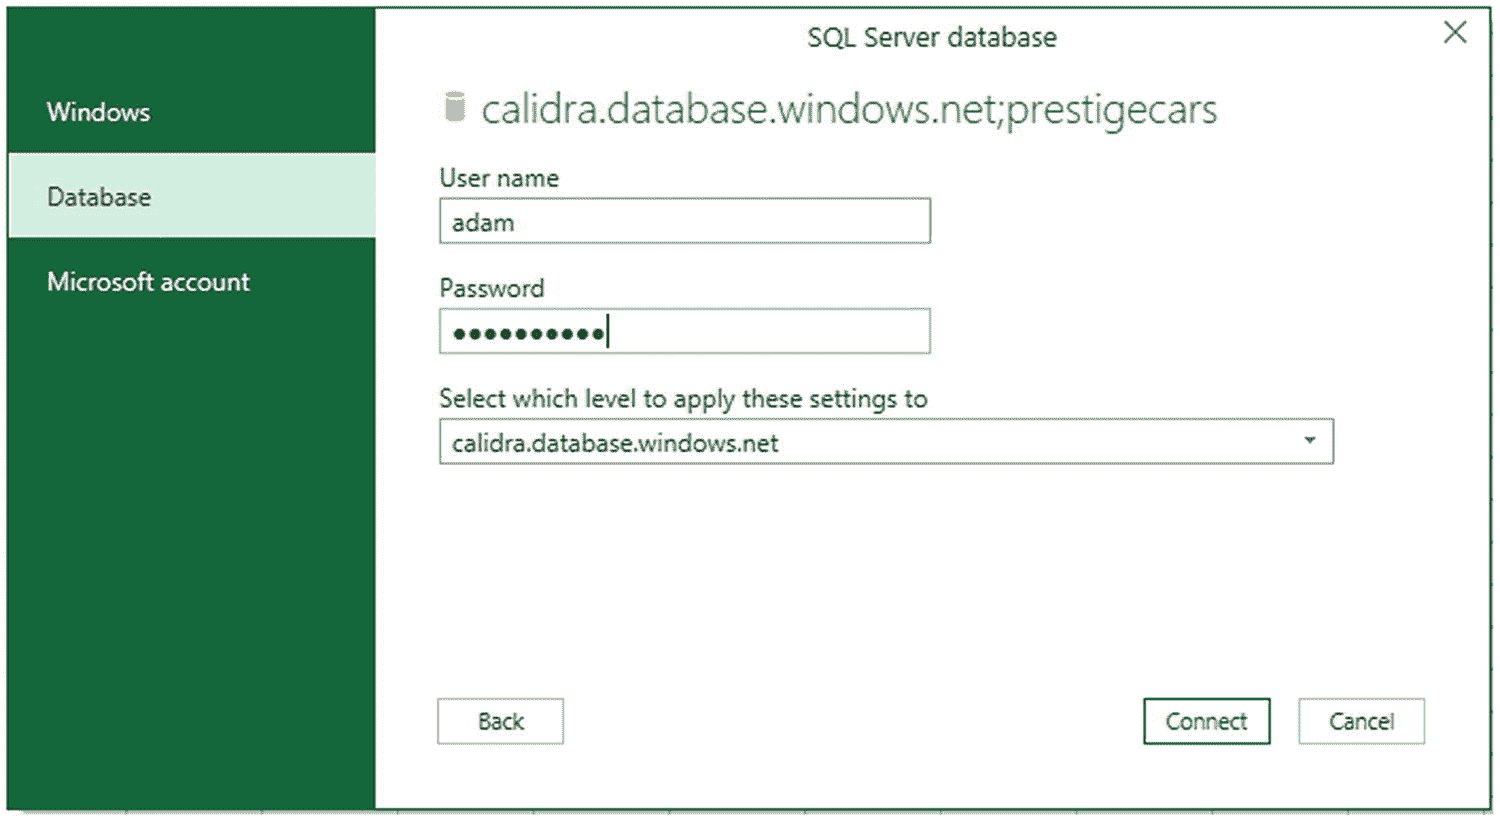 SQL Server database
Windows
Database
Microsoft account
calidra.database.windows.net;prestigecars
User name
adam
Password
●●●●●●●●●●
Select which level to apply these settings to
calidra.database.windows.net
Back
Connect
Cancel